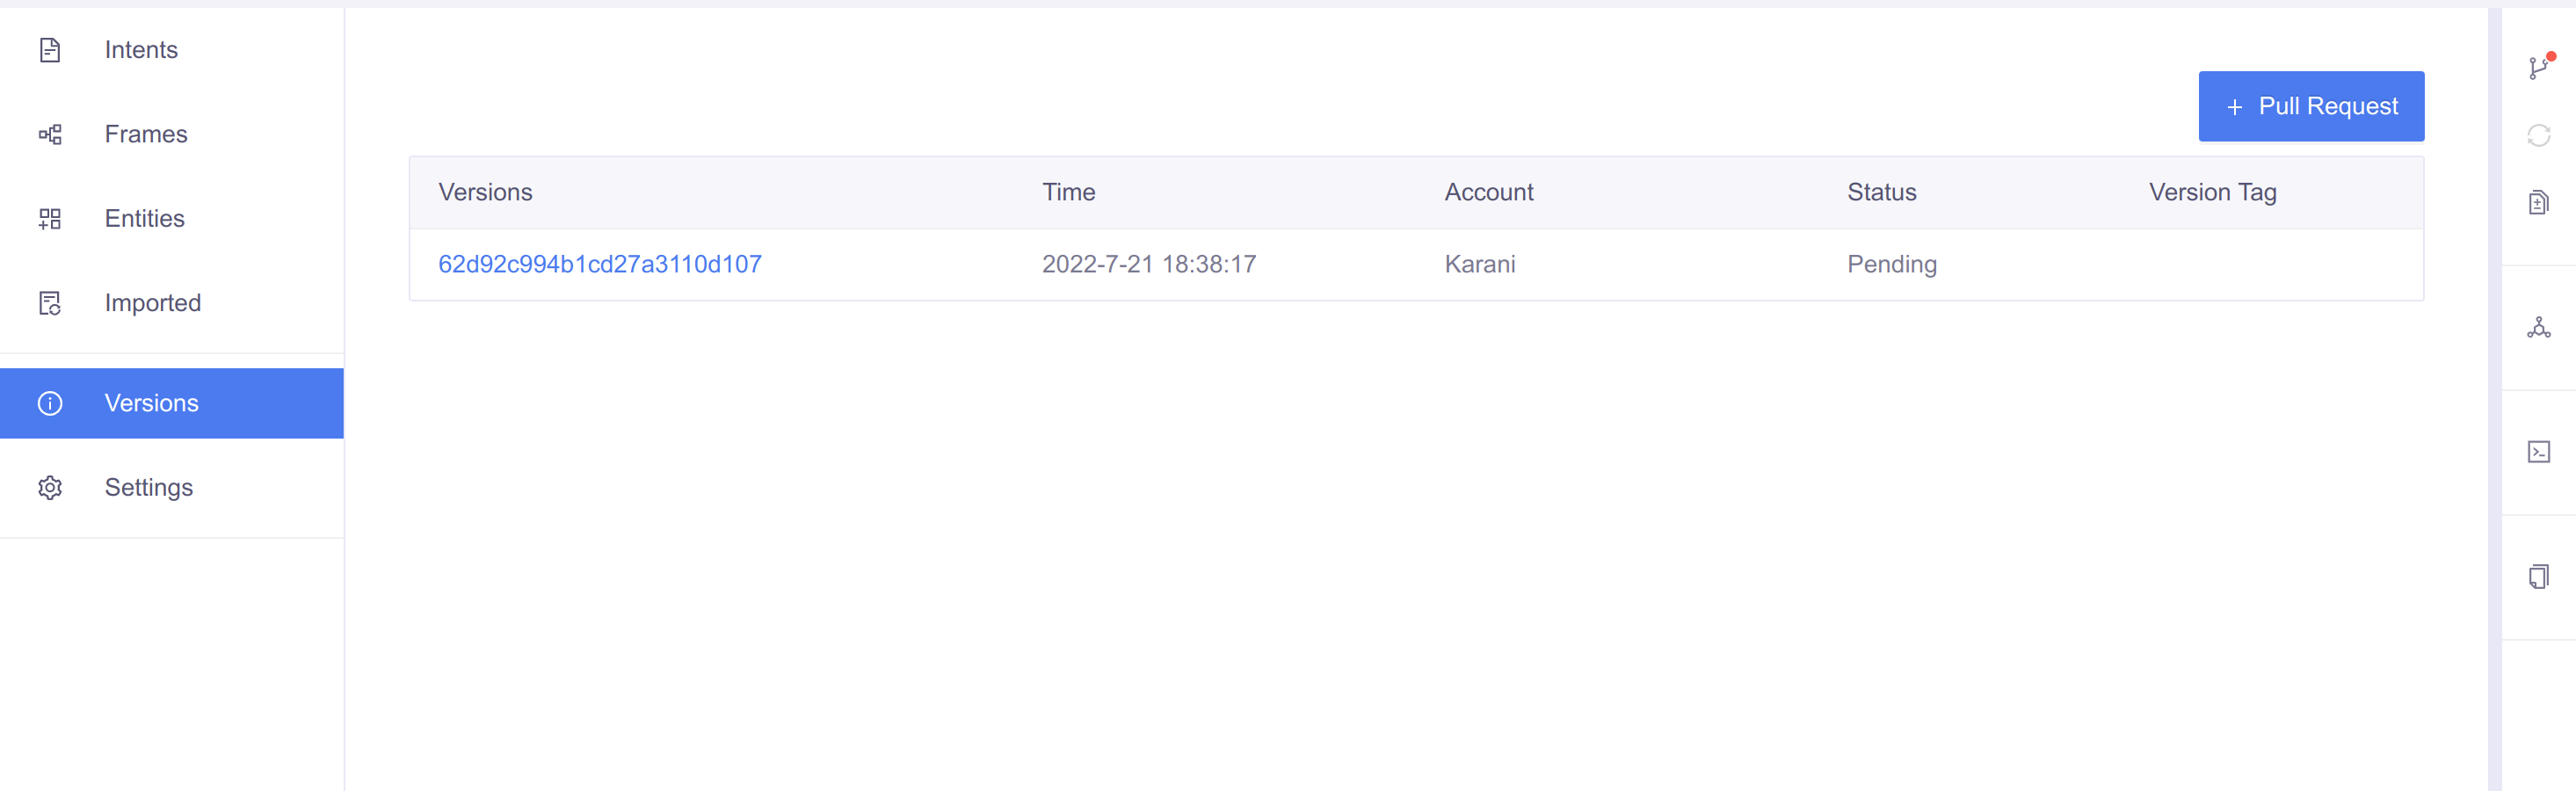 Intents
Frames
Entities
Imported
Versions
Settings
+ Pull Request
Versions Time Account Status Version Tag
62d92c994b1cd27a3110d107 2022-7-21 18:38:17 Karani Pending